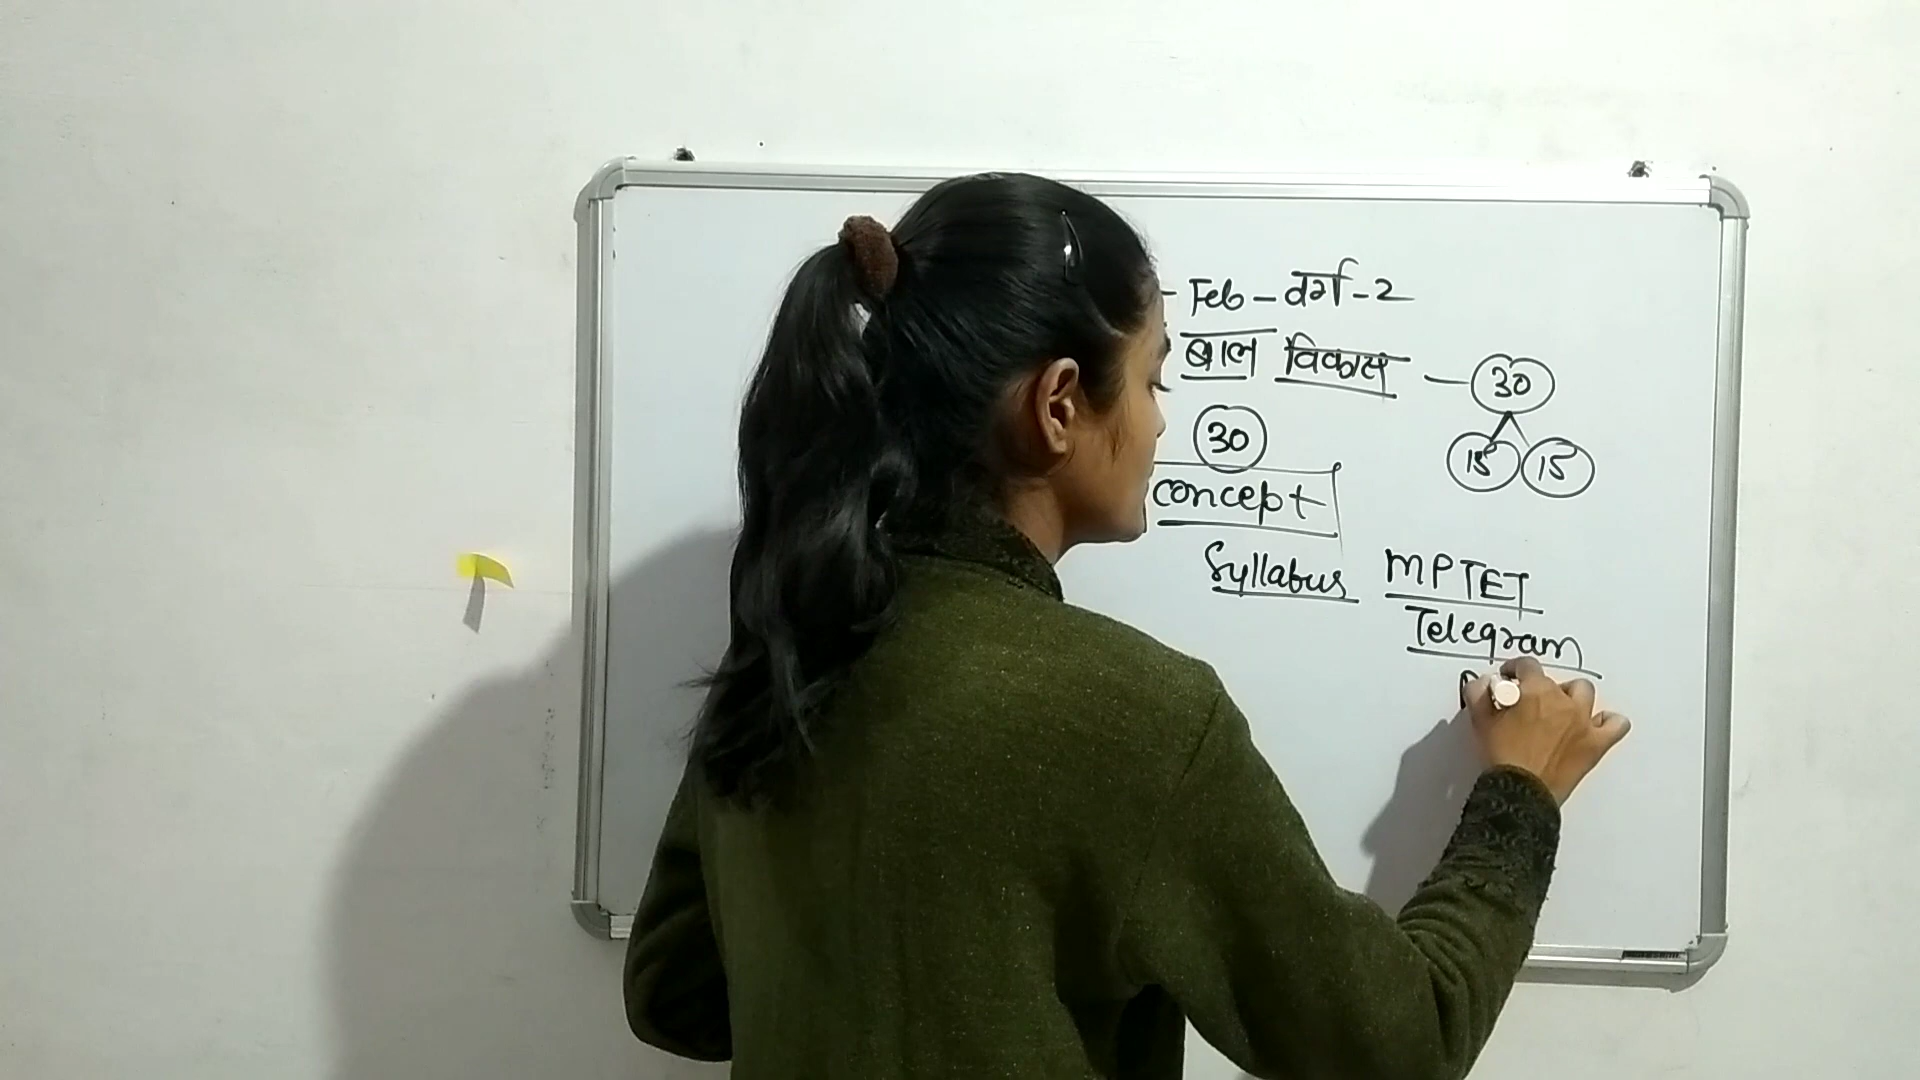 - Feb - वर्ग - 2
बाल विकास - 30
15 15
30
concept
Syllabus MPTET
Telegram